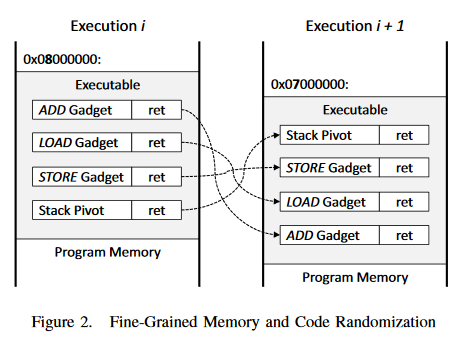 Execution i
Execution i + 1
0x08000000:
Executable
ADD Gadget ret
LOAD Gadget ret
STORE Gadget ret
Stack Pivot ret
Program Memory
0x07000000:
Executable
Stack Pivot ret
STORE Gadget ret
LOAD Gadget ret
ADD Gadget ret
Program Memory
Figure 2. Fine-Grained Memory and Code Randomization